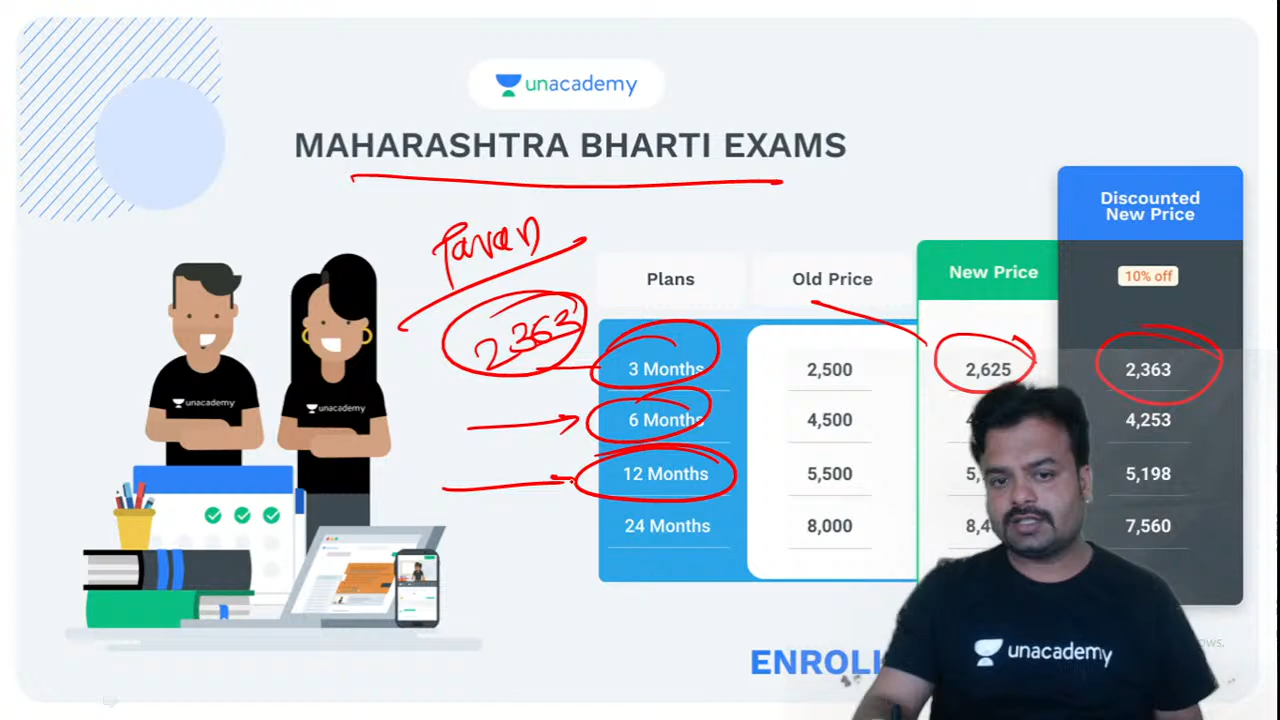 unacademy
MAHARASHTRA BHARTI EXAMS
Discounted
New Price
Pavan
Plans Old Price New Price 10% off
2,363
3 Months 2,500 2,625 2,363
6 Months 4,500 4,253
12 Months 5,500 5,198
24 Months 8,000 7,560
unacademy
unacademy
ENROLL
unacademy